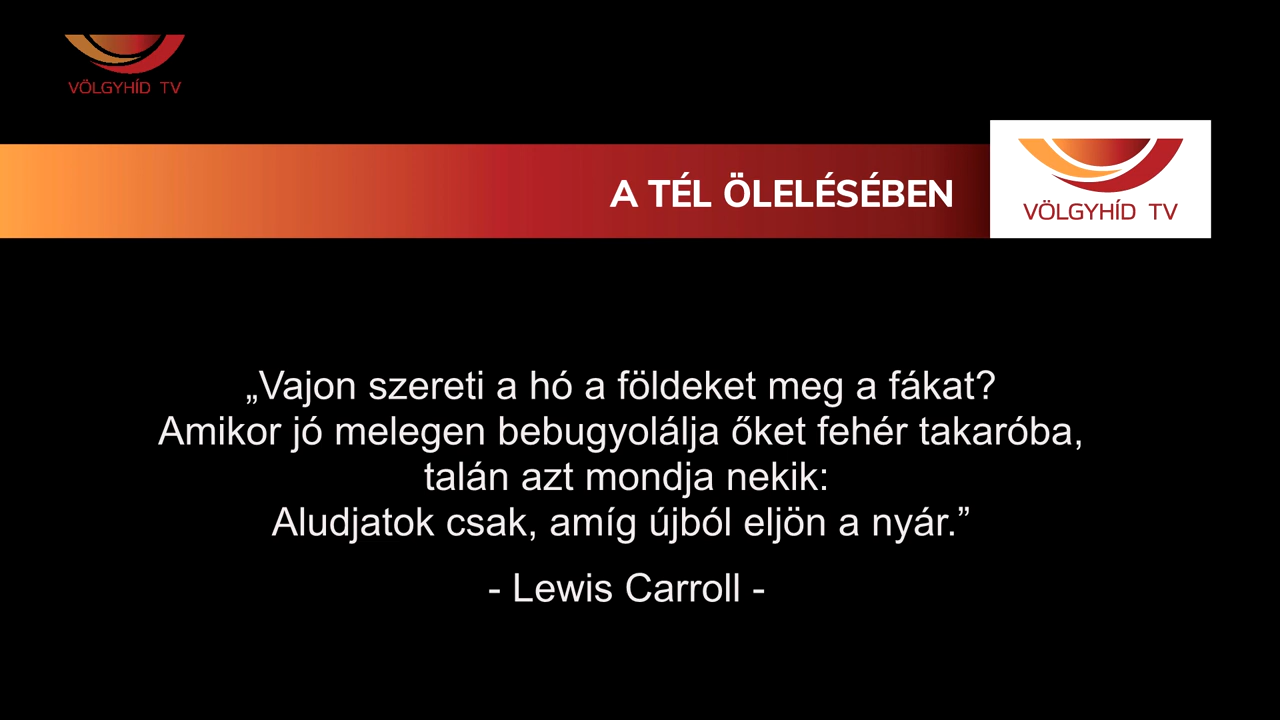 VÖLGYHÍD TV
A TÉL ÖLELÉSÉBEN
VÖLGYHÍD TV
„Vajon szereti a hó a földeket meg a fákat?
Amikor jó melegen bebugyolálja őket fehér takaróba,
talán azt mondja nekik:
Aludjatok csak, amíg újból eljön a nyár.”
- Lewis Carroll -